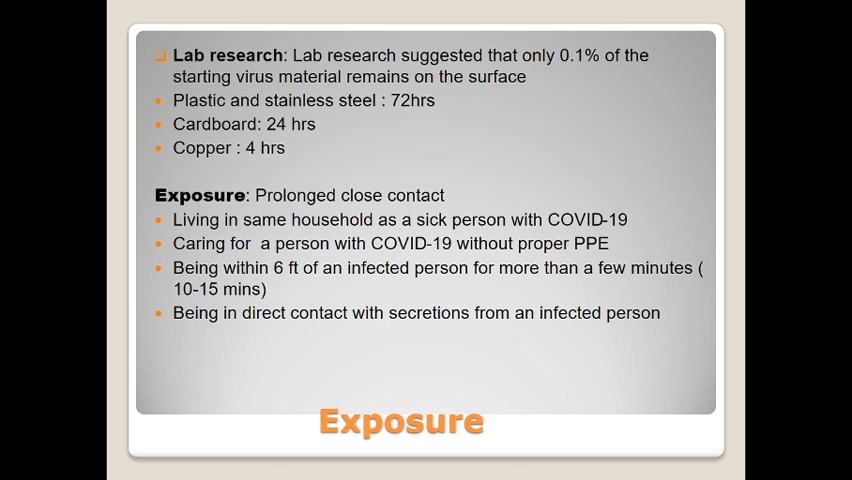 Lab research: Lab research suggested that only 0.1% of the
starting virus material remains on the surface
Plastic and stainless steel : 72hrs
Cardboard: 24 hrs
Copper : 4 hrs
Exposure: Prolonged close contact
Living in same household as a sick person with COVID-19
Caring for a person with COVID-19 without proper PPE
Being within 6 ft of an infected person for more than a few minutes (
10-15 mins)
Being in direct contact with secretions from an infected person
Exposure